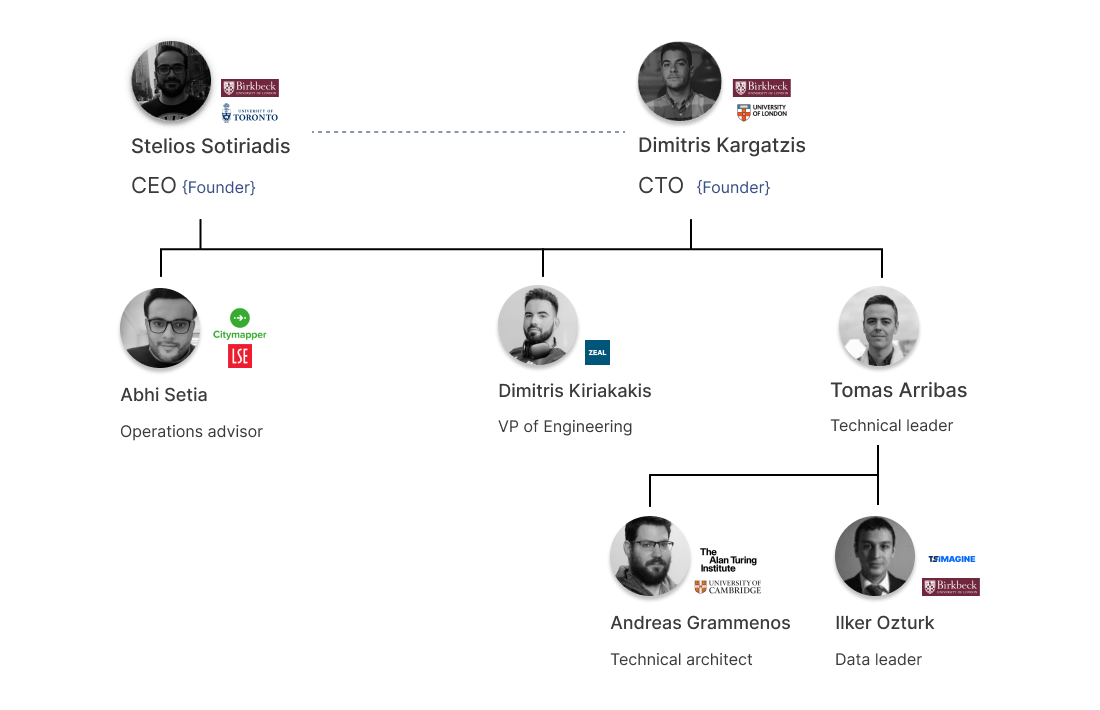 Birkbeck
UNIVERSITY OF LONDON
UNIVERSITY OF
TORONTO
Stelios Sotiriadis
CEO {Founder}
Birkbeck
UNIVERSITY OF LONDON
UNIVERSITY
OF LONDON
Dimitris Kargatzis
CTO {Founder}
Citymapper
LSE
Abhi Setia
Operations advisor
ZEAL
Dimitris Kiriakakis
VP of Engineering
Tomas Arribas
Technical leader
The
Alan Turing
Institute
UNIVERSITY OF
CAMBRIDGE
Andreas Grammenos
Technical architect
TSIMAGINE
Birkbeck
UNIVERSITY OF LONDON
Ilker Ozturk
Data leader